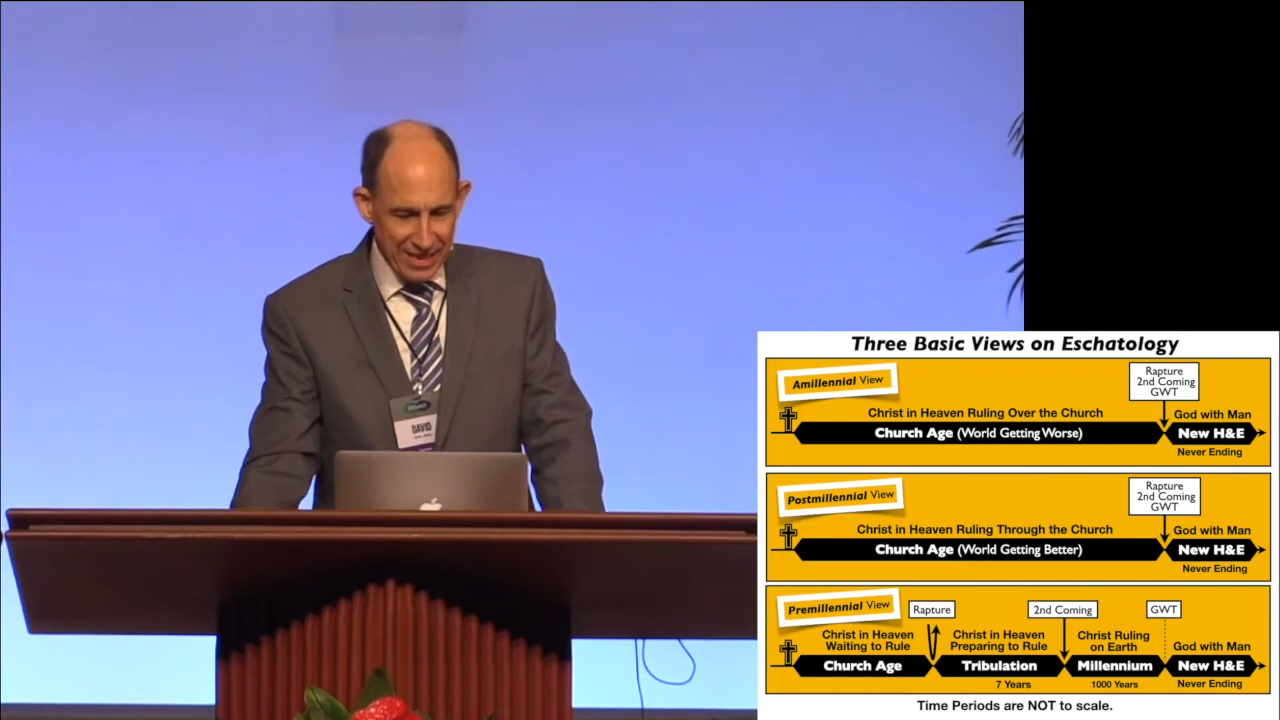 DAVID
Three Basic Views on Eschatology
Amillennial View
Rapture
2nd Coming
GWT
Christ in Heaven Ruling Over the Church
God with Man
Church Age (World Getting Worse)
New H&E
Never Ending
Postmillennial View
Rapture
2nd Coming
GWT
Christ in Heaven Ruling Through the Church
God with Man
Church Age (World Getting Better)
New H&E
Never Ending
Premillennial View
Rapture
2nd Coming
GWT
Christ in Heaven
Waiting to Rule
Christ in Heaven
Preparing to Rule
Christ Ruling
on Earth
God with Man
Church Age
Tribulation
Millennium
New H&E
7 Years
1000 Years
Never Ending
Time Periods are NOT to scale.